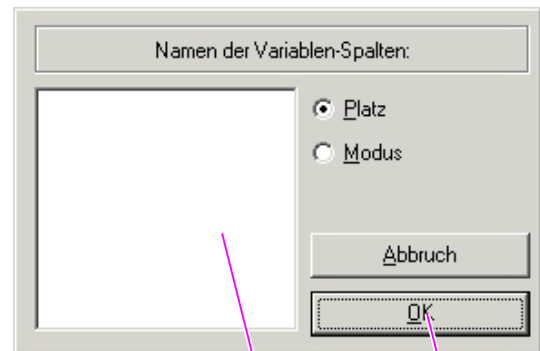 Namen der Variablen-Spalten:
Platz
Modus
Abbruch
OK